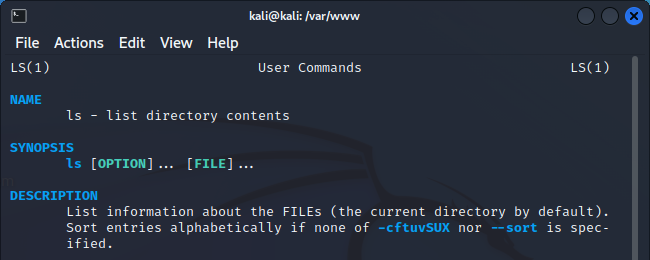 kali@kali: /var/www
File Actions Edit View Help
LS(1) User Commands LS(1)
NAME
ls - list directory contents
SYNOPSIS
ls [OPTION]... [FILE]...
DESCRIPTION
List information about the FILEs (the current directory by default).
Sort entries alphabetically if none of -cftuvSUX nor --sort is spec-
ified.